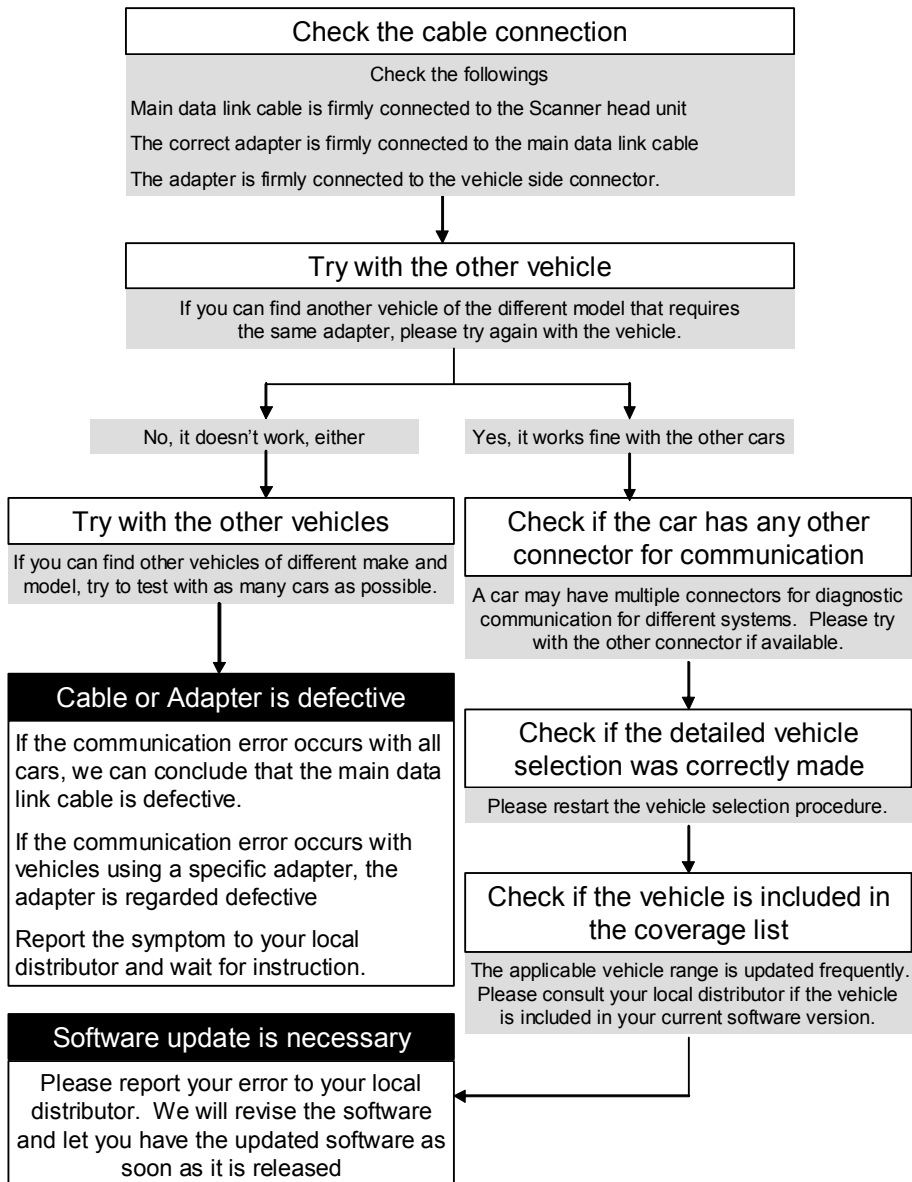 Check the cable connection
Check the followings
Main data link cable is firmly connected to the Scanner head unit
The correct adapter is firmly connected to the main data link cable
The adapter is firmly connected to the vehicle side connector.
Try with the other vehicle
If you can find another vehicle of the different model that requires
the same adapter, please try again with the vehicle.
No, it doesn't work, either
Yes, it works fine with the other cars
Try with the other vehicles
If you can find other vehicles of different make and
model, try to test with as many cars as possible.
Cable or Adapter is defective
If the communication error occurs with all
cars, we can conclude that the main data
link cable is defective.
If the communication error occurs with
vehicles using a specific adapter, the
adapter is regarded defective
Report the symptom to your local
distributor and wait for instruction.
Check if the car has any other
connector for communication
A car may have multiple connectors for diagnostic
communication for different systems.  Please try
with the other connector if available.
Check if the detailed vehicle
selection was correctly made
Please restart the vehicle selection procedure.
Check if the vehicle is included in
the coverage list
The applicable vehicle range is updated frequently.
Please consult your local distributor if the vehicle
is included in your current software version.
Software update is necessary
Please report your error to your local
distributor.  We will revise the software
and let you have the updated software as
soon as it is released